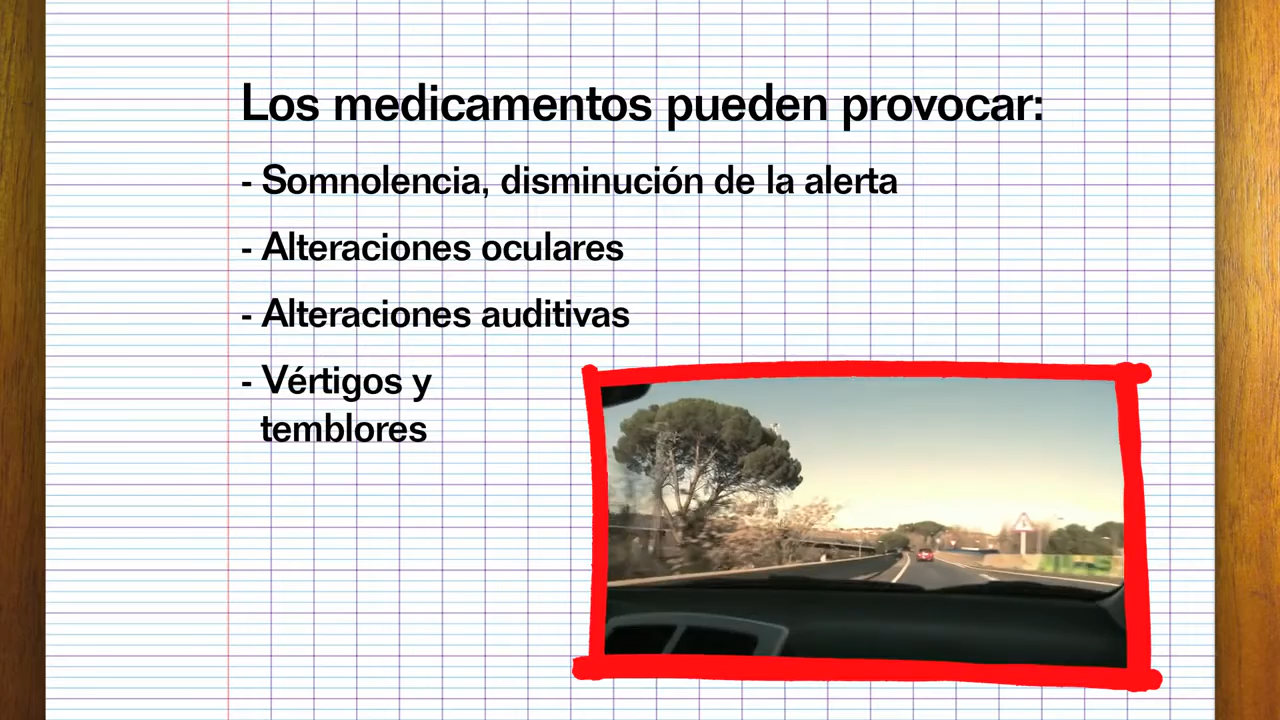 Los medicamentos pueden provocar:
- Somnolencia, disminución de la alerta
- Alteraciones oculares
- Alteraciones auditivas
- Vértigos y
temblores